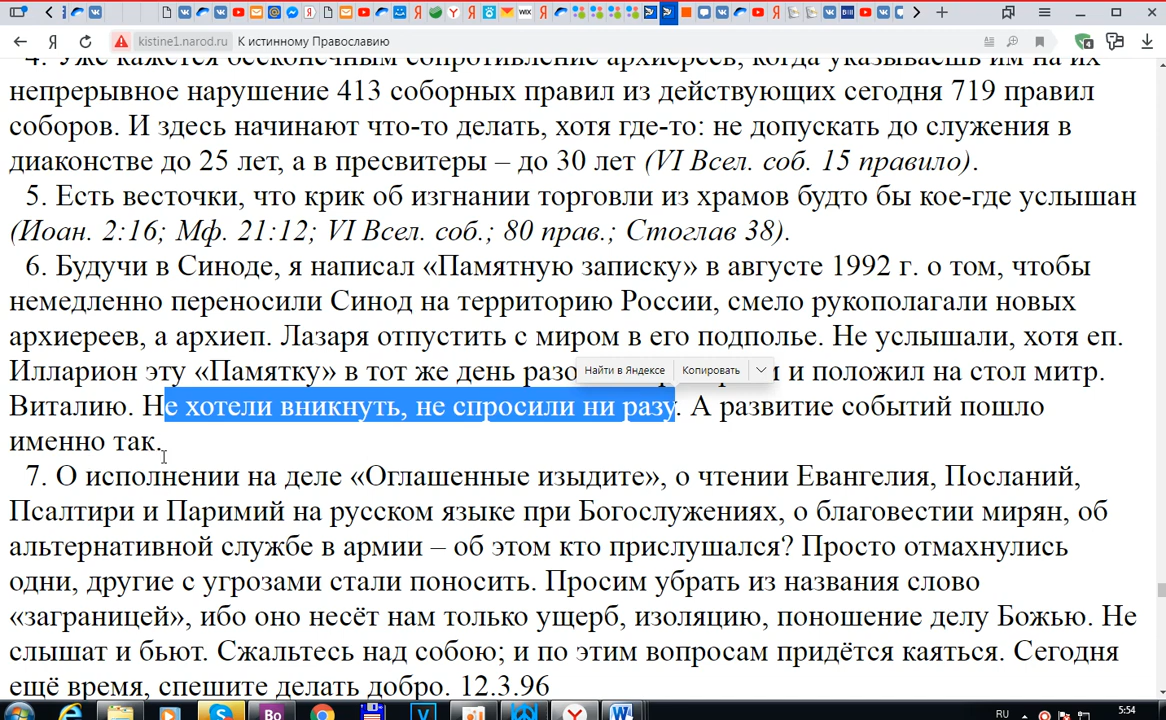 kistine1.narod.ru К истинному Православию
4. Уже кажется бесконечным сопротивление архиереев, когда указываешь им на их
непрерывное нарушение 413 соборных правил из действующих сегодня 719 правил
соборов. И здесь начинают что-то делать, хотя где-то: не допускать до служения в
диаконстве до 25 лет, а в пресвитеры – до 30 лет (VI Всел. соб. 15 правило).
5. Есть весточки, что крик об изгнании торговли из храмов будто бы кое-где услышан
(Иоан. 2:16; Мф. 21:12; VI Всел. соб.; 80 прав.; Стоглав 38).
6. Будучи в Синоде, я написал «Памятную записку» в августе 1992 г. о том, чтобы
немедленно переносили Синод на территорию России, смело рукополагали новых
архиереев, а архиеп. Лазаря отпустить с миром в его подполье. Не услышали, хотя еп.
Найти в Яндексе Копировать
Илларион эту «Памятку» в тот же день и положил на стол митр.
Виталию. Не хотели вникнуть, не спросили ни разу. А развитие событий пошло
именно так.
7. О исполнении на деле «Оглашенные изыдите», о чтении Евангелия, Посланий,
Псалтири и Паримий на русском языке при Богослужениях, о благовестии мирян, об
альтернативной службе в армии – об этом кто прислушался? Просто отмахнулись
одни, другие с угрозами стали поносить. Просим убрать из названия слово
«заграницей», ибо оно несёт нам только ущерб, изоляцию, поношение делу Божью. Не
слышат и бьют. Сжальтесь над собою; и по этим вопросам придётся каяться. Сегодня
ещё время, спешите делать добро. 12.3.96
RU 5:54